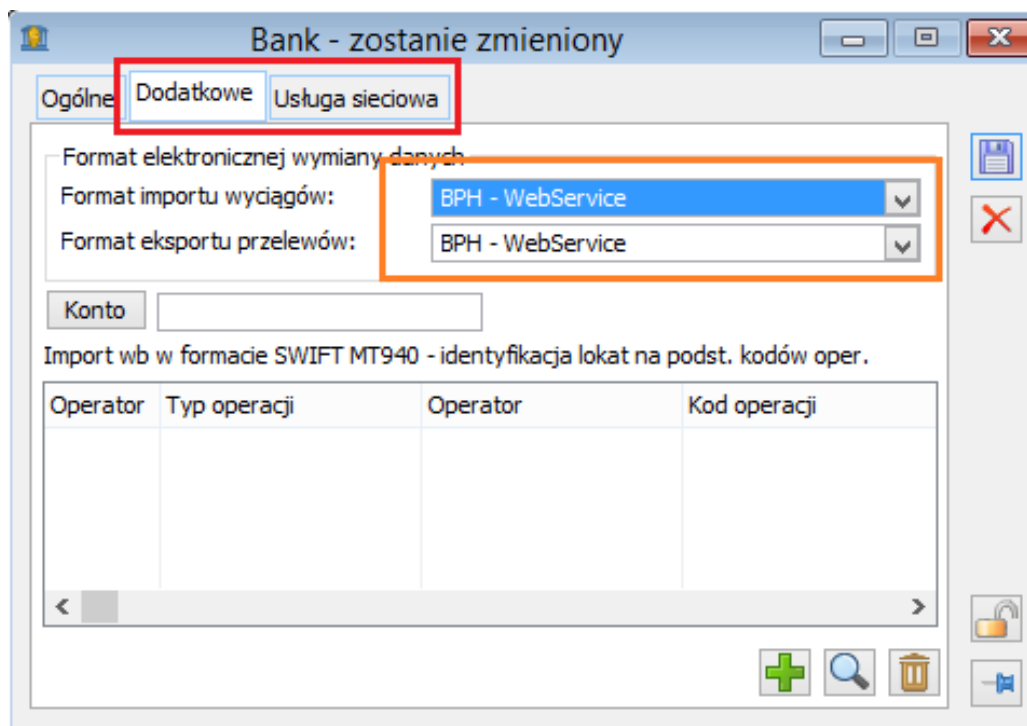 Bank - zostanie zmieniony
Ogólne Dodatkowe Usługa sieciowa
Format elektronicznej wymiany danych
Format importu wyciągów: BPH - WebService
Format eksportu przelewów: BPH - WebService
Konto
Import wb w formacie SWIFT MT940 - identyfikacja lokat na podst. kodów oper.
Operator Typ operacji Operator Kod operacji